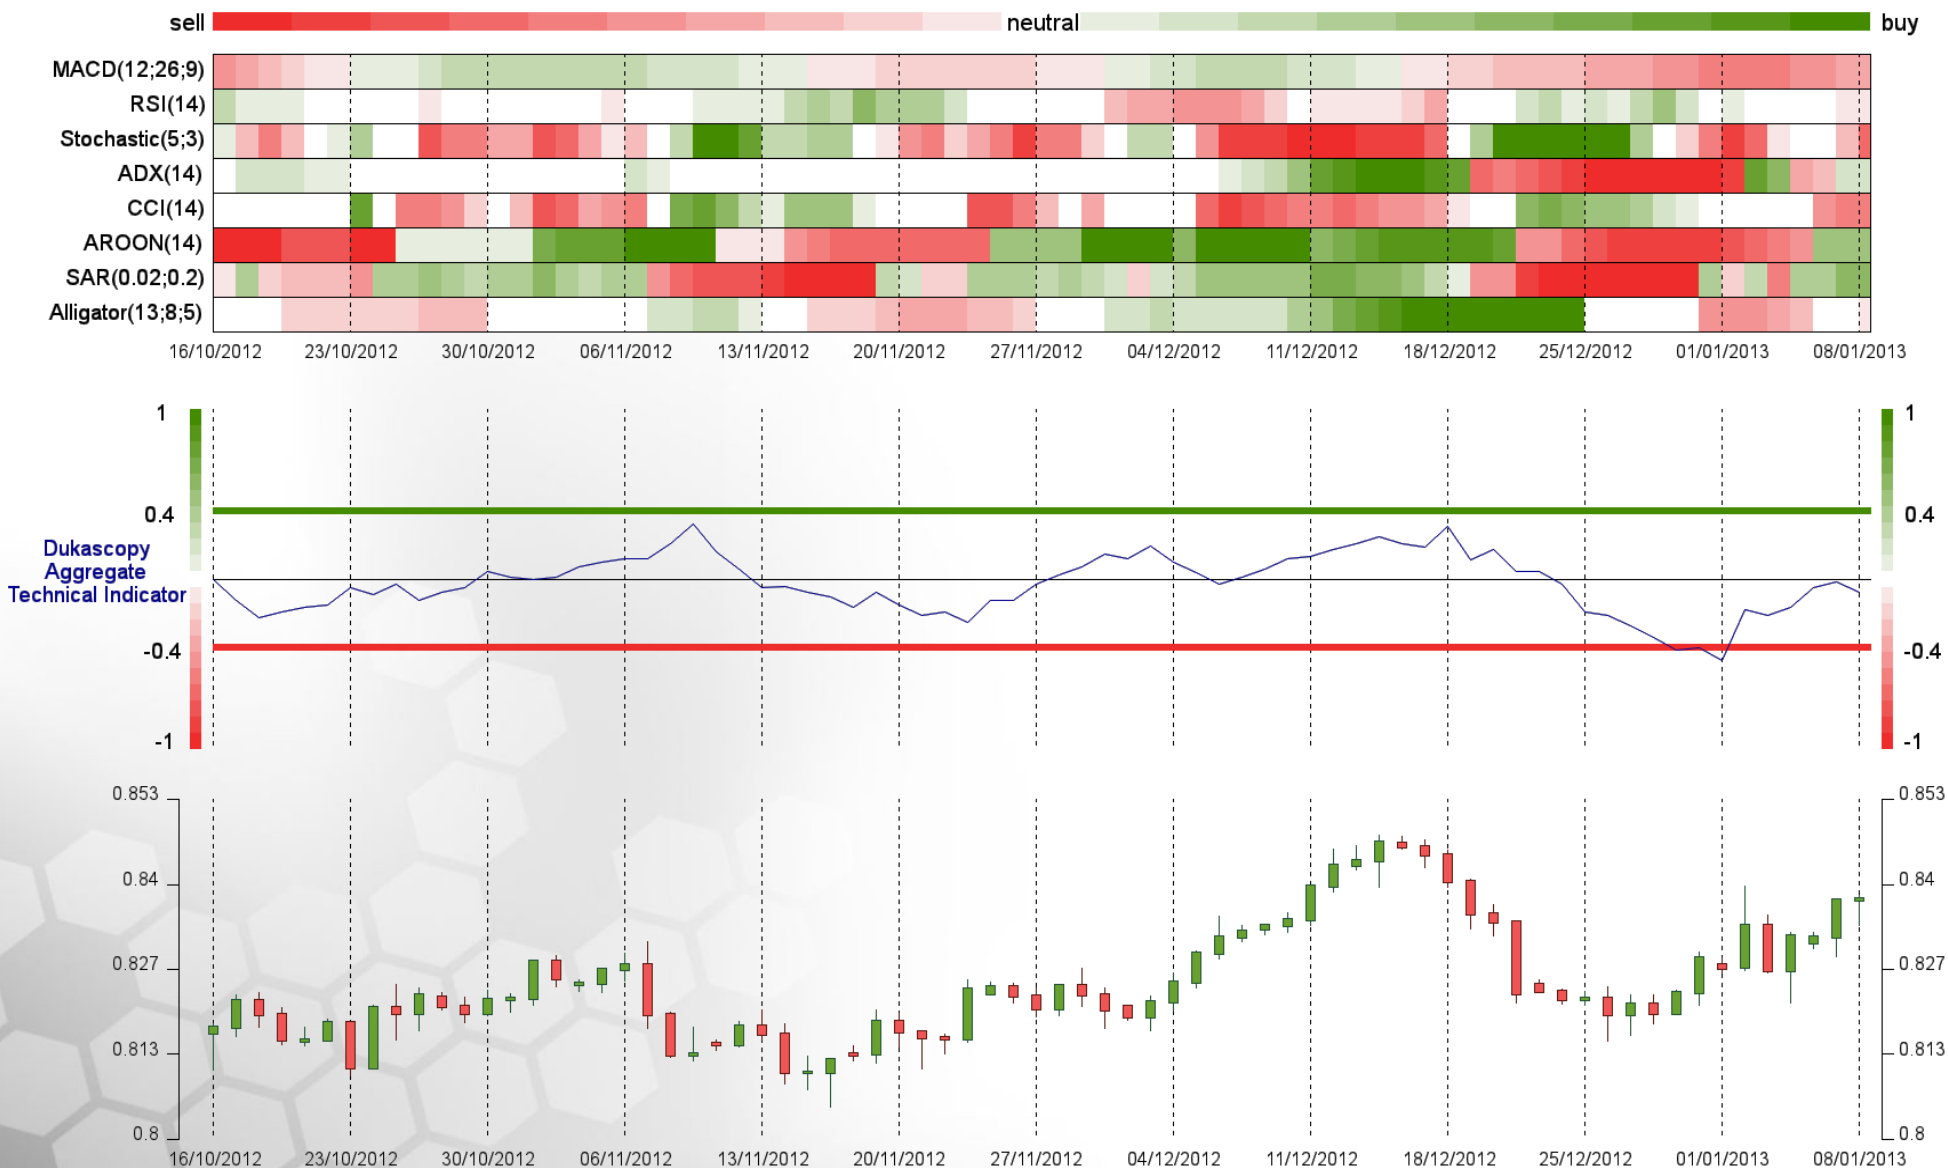 sell neutral buy
MACD(12;26;9)
RSI(14)
Stochastic(5;3)
ADX(14)
CCI(14)
AROON(14)
SAR(0.02;0.2)
Alligator(13;8;5)
16/10/2012 23/10/2012 30/10/2012 06/11/2012 13/11/2012 20/11/2012 27/11/2012 04/12/2012 11/12/2012 18/12/2012 25/12/2012 01/01/2013 08/01/2013
1 1
0.4 0.4
Dukascopy
Aggregate
Technical Indicator
-0.4 -0.4
-1 -1
0.853 0.853
0.84 0.84
0.827 0.827
0.813 0.813
0.8 0.8
16/10/2012 23/10/2012 30/10/2012 06/11/2012 13/11/2012 20/11/2012 27/11/2012 04/12/2012 11/12/2012 18/12/2012 25/12/2012 01/01/2013 08/01/2013